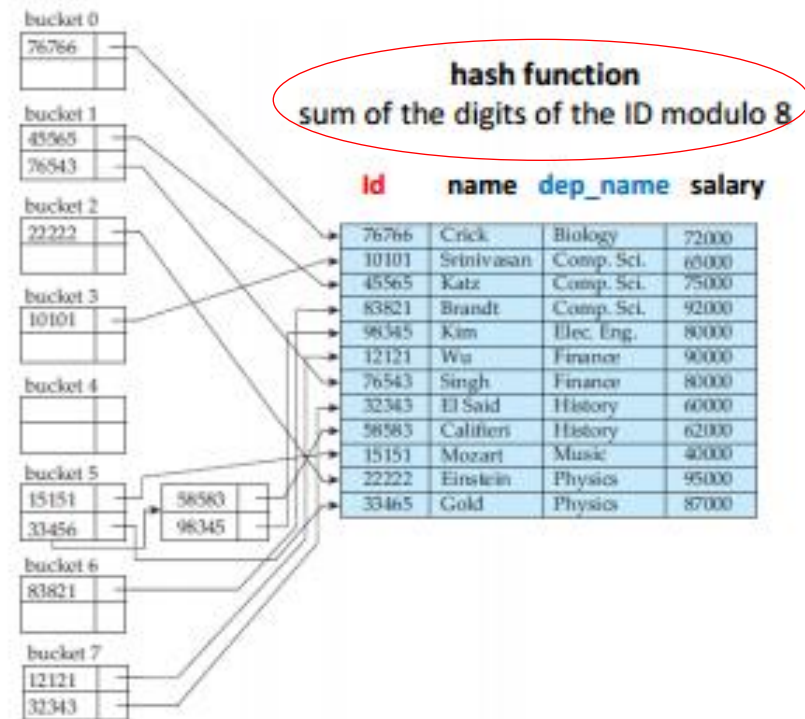 bucket 0
76766
bucket 1
45565
76543
bucket 2
22222
bucket 3
10101
bucket 4
bucket 5
15151
33456
58583
98345
bucket 6
83821
bucket 7
12121
32343
hash function
sum of the digits of the ID modulo 8
Id name dep_name salary
76766 Crick Biology 72000
10101 Srinivasan Comp. Sci. 65000
45565 Katz Comp. Sci. 75000
83821 Brandt Comp. Sci. 92000
98345 Kim Elec. Eng. 80000
12121 Wu Finance 90000
76543 Singh Finance 80000
32343 El Said History 60000
58583 Califieri History 62000
15151 Mozart Music 40000
22222 Einstein Physics 95000
33465 Gold Physics 87000